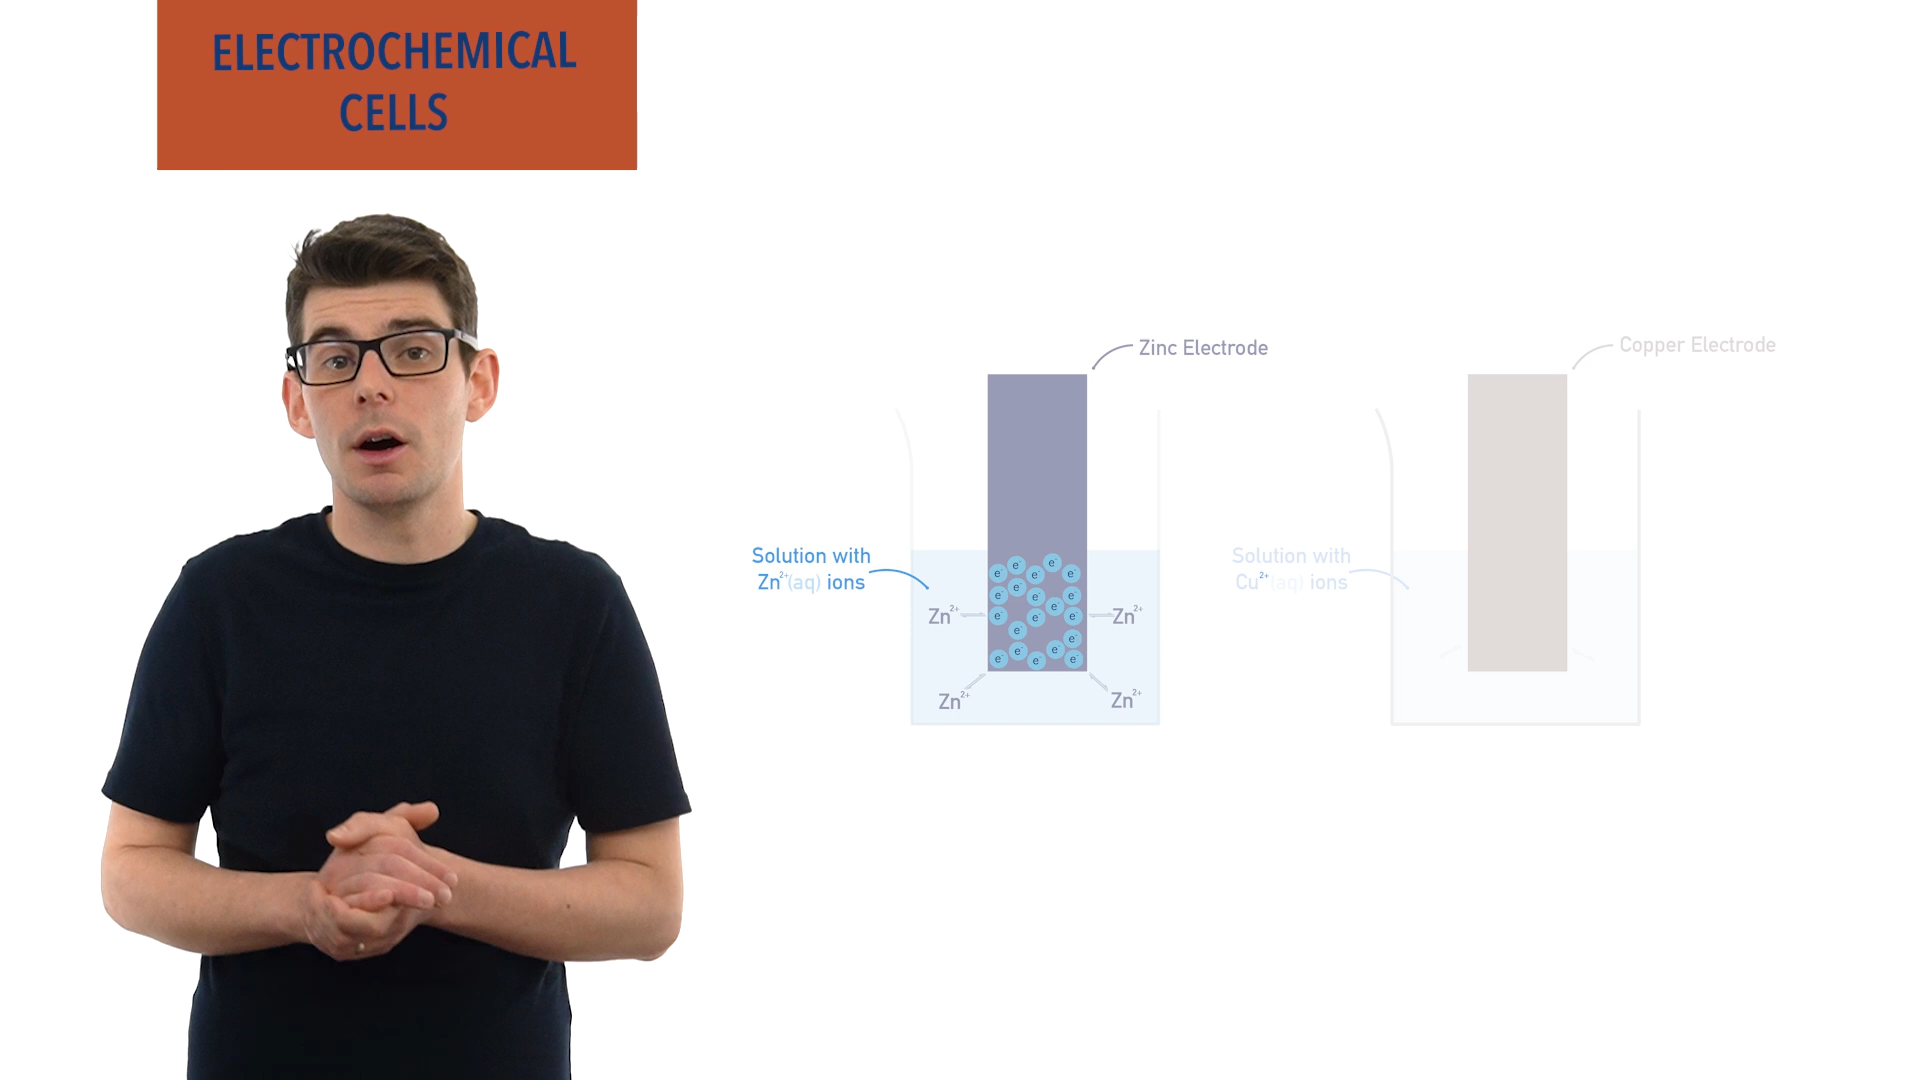 ELECTROCHEMICAL
CELLS
Zinc Electrode
Copper Electrode
Solution with
Zn²⁺(aq) ions
Solution with
Cu²⁺(aq) ions
e⁻ e⁻ e⁻ e⁻ e⁻
e⁻ e⁻ e⁻ e⁻ e⁻
e⁻ e⁻ e⁻
e⁻ e⁻
e⁻ e⁻ e⁻ e⁻ e⁻
Zn²⁺
Zn²⁺
Zn²⁺
Zn²⁺